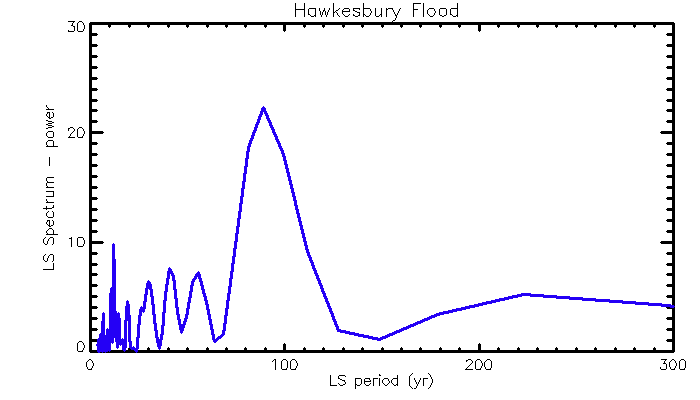 Hawkesbury Flood
30
20
10
0
LS Spectrum - power
0 100 200 300
LS period (yr)